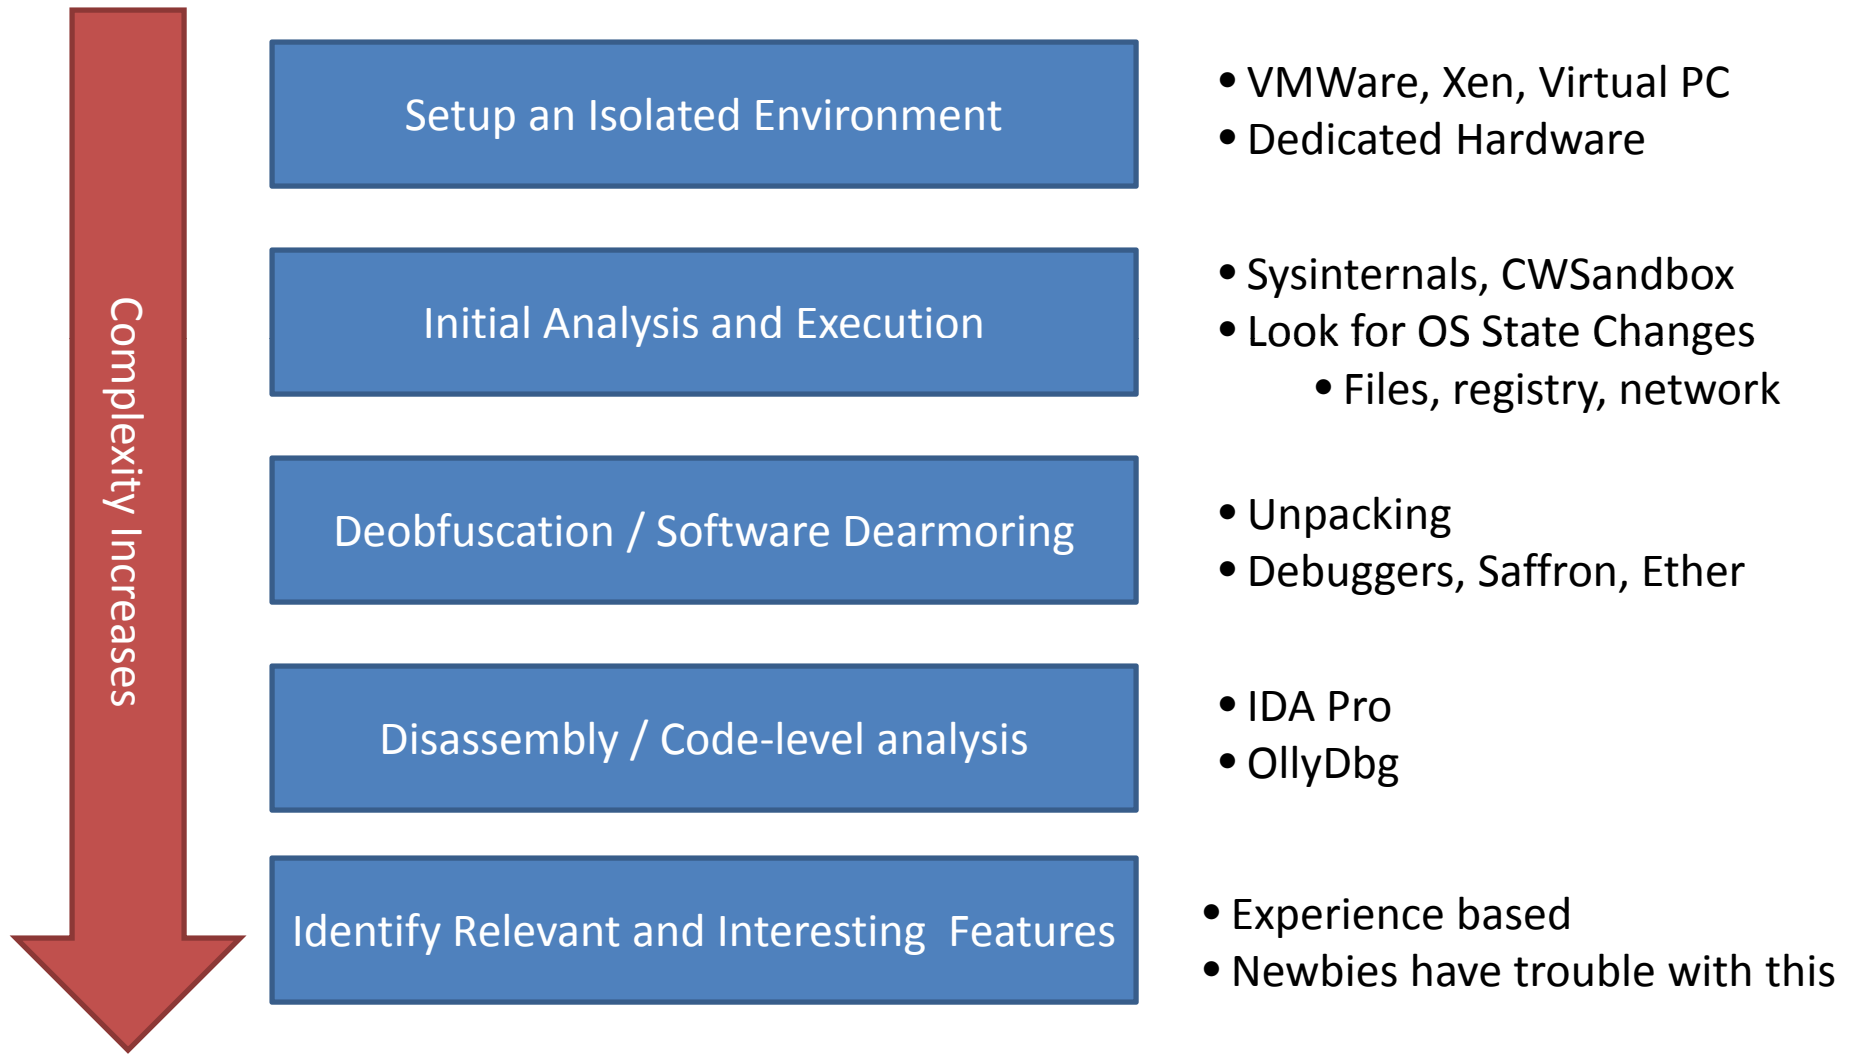 Complexity Increases
Setup an Isolated Environment
• VMWare, Xen, Virtual PC
• Dedicated Hardware
Initial Analysis and Execution
• Sysinternals, CWSandbox
• Look for OS State Changes
• Files, registry, network
Deobfuscation / Software Dearmoring
• Unpacking
• Debuggers, Saffron, Ether
Disassembly / Code-level analysis
• IDA Pro
• OllyDbg
Identify Relevant and Interesting  Features
• Experience based
• Newbies have trouble with this